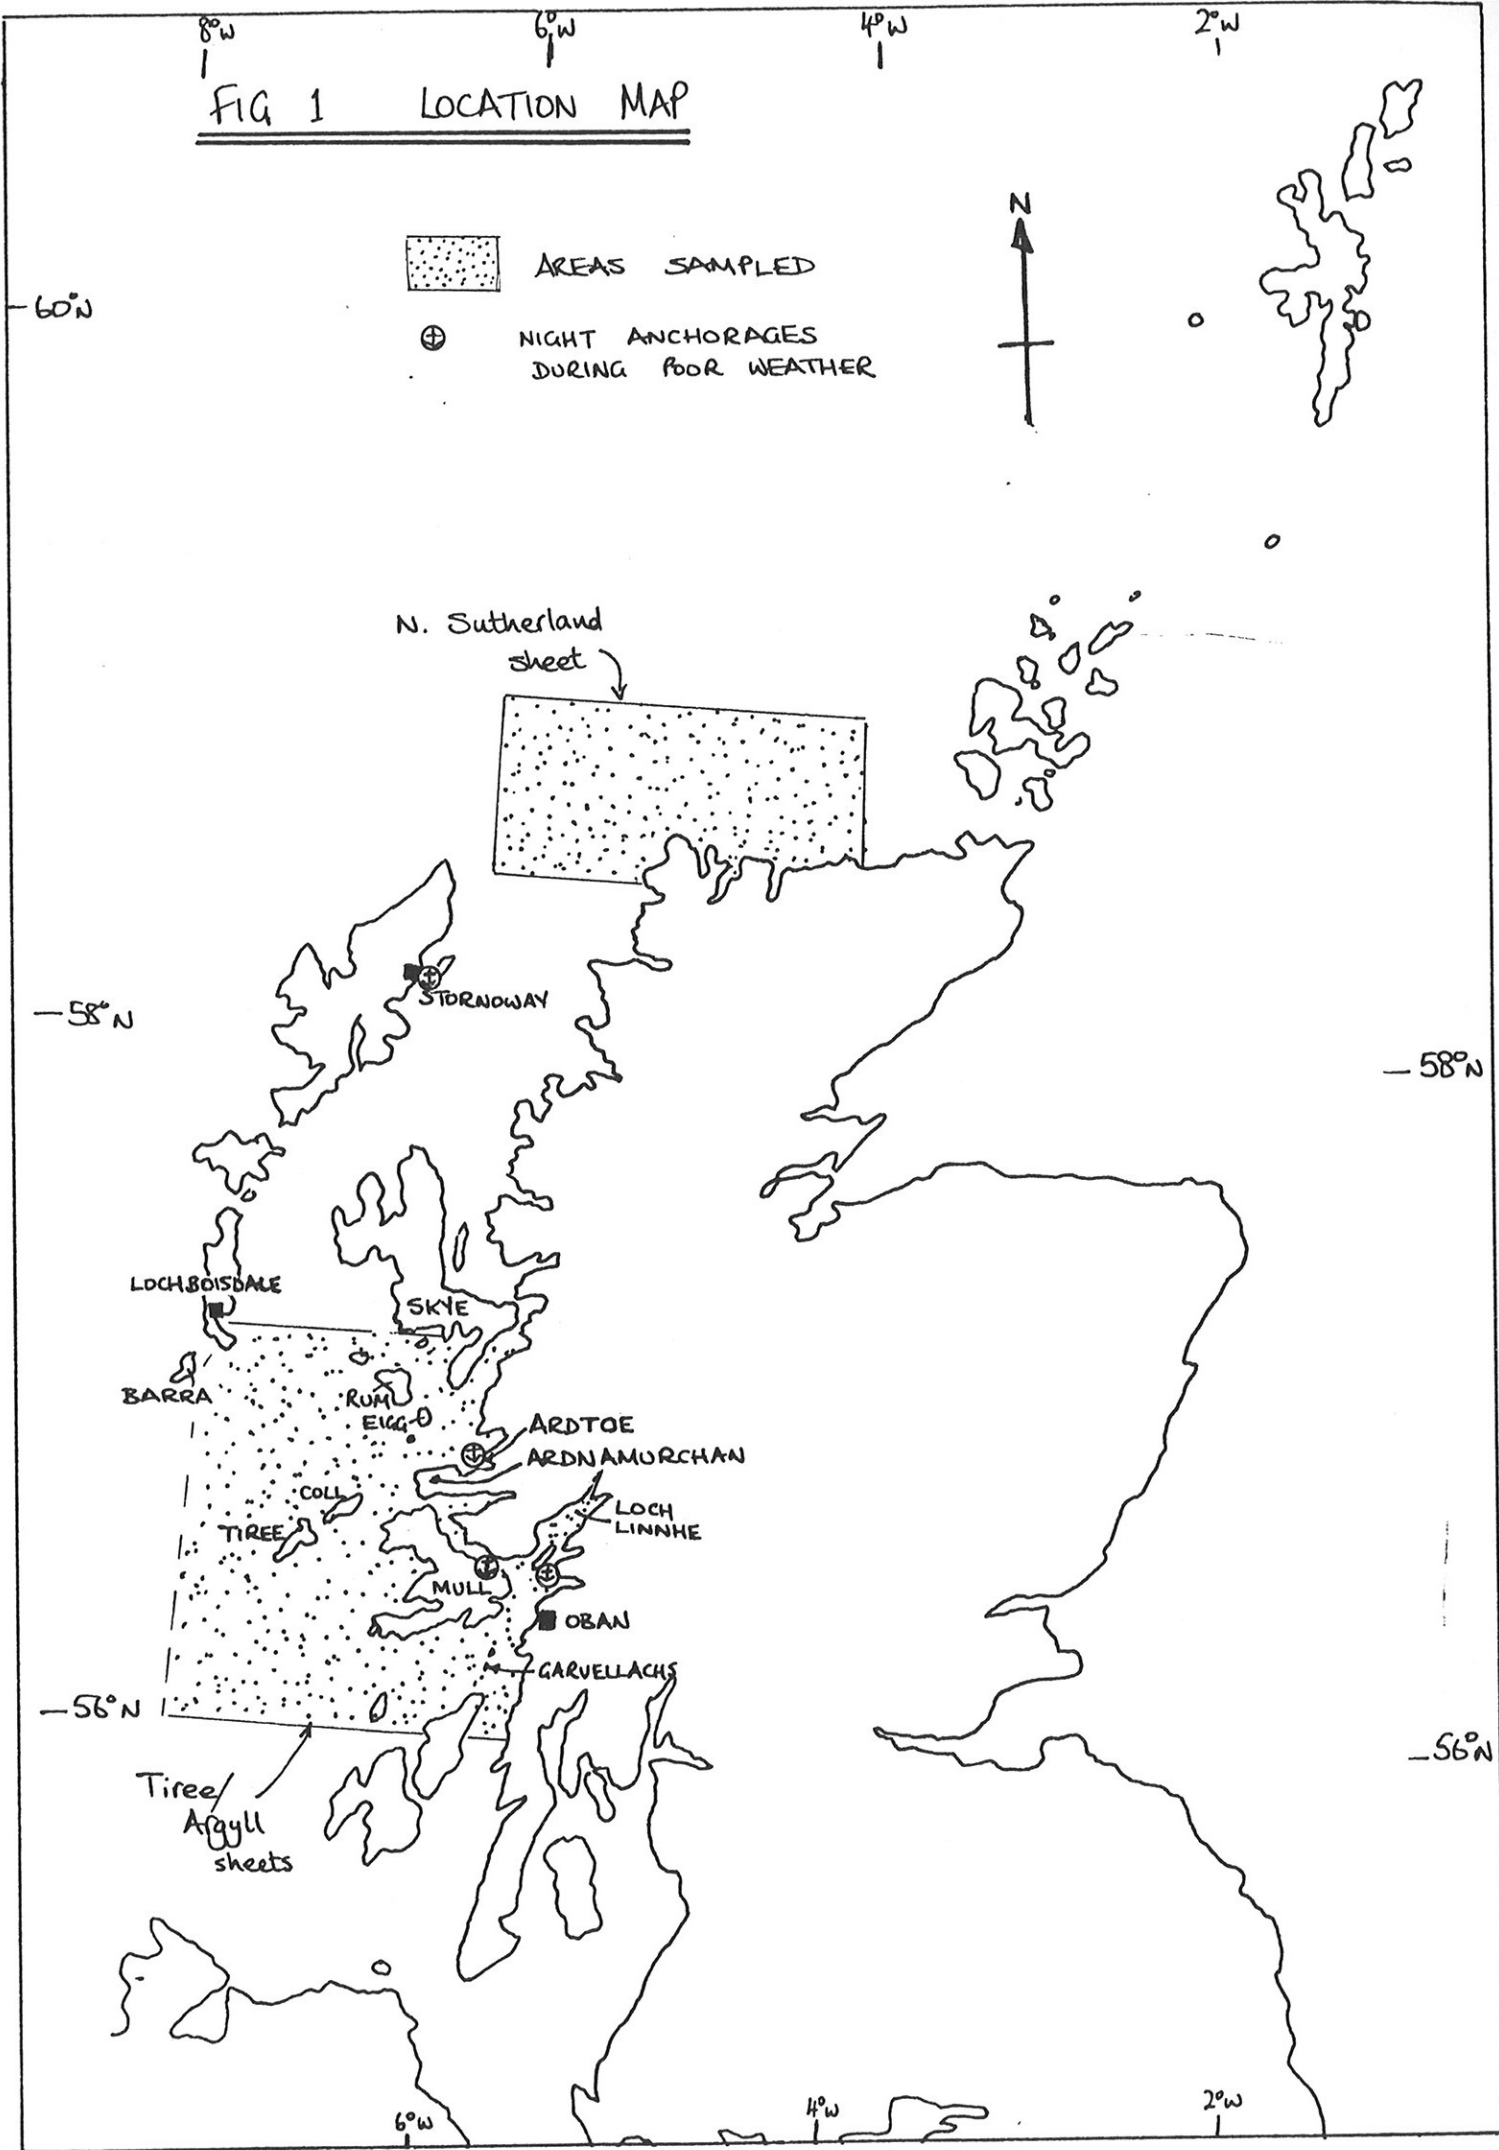 8°W 6°W 4°W 2°W
FIG 1 LOCATION MAP
N
AREAS SAMPLED
60°N
NIGHT ANCHORAGES
DURING POOR WEATHER
N. Sutherland
sheet
STORNOWAY
58°N
58°N
LOCHBOISDALE
SKYE
BARRA
RUM
EIGG
ARDTOE
ARDNAMURCHAN
COLL
LOCH
LINNHE
TIREE
MULL
OBAN
GARVELLACHS
56°N
56°N
Tiree/
Argyll
sheets
6°W 4°W 2°W